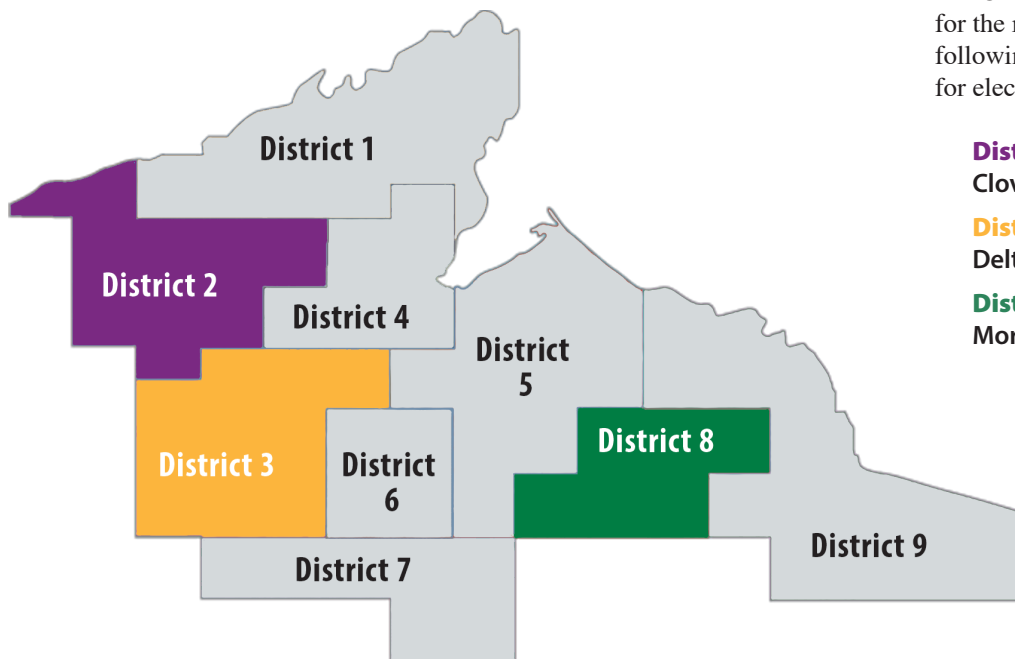 for the
followin
for elec
District 1
Dist
Clov
District 2
Dist
Delt
District 4
Dist
Mor
District
5
District 8
District 3
District
6
District 9
District 7